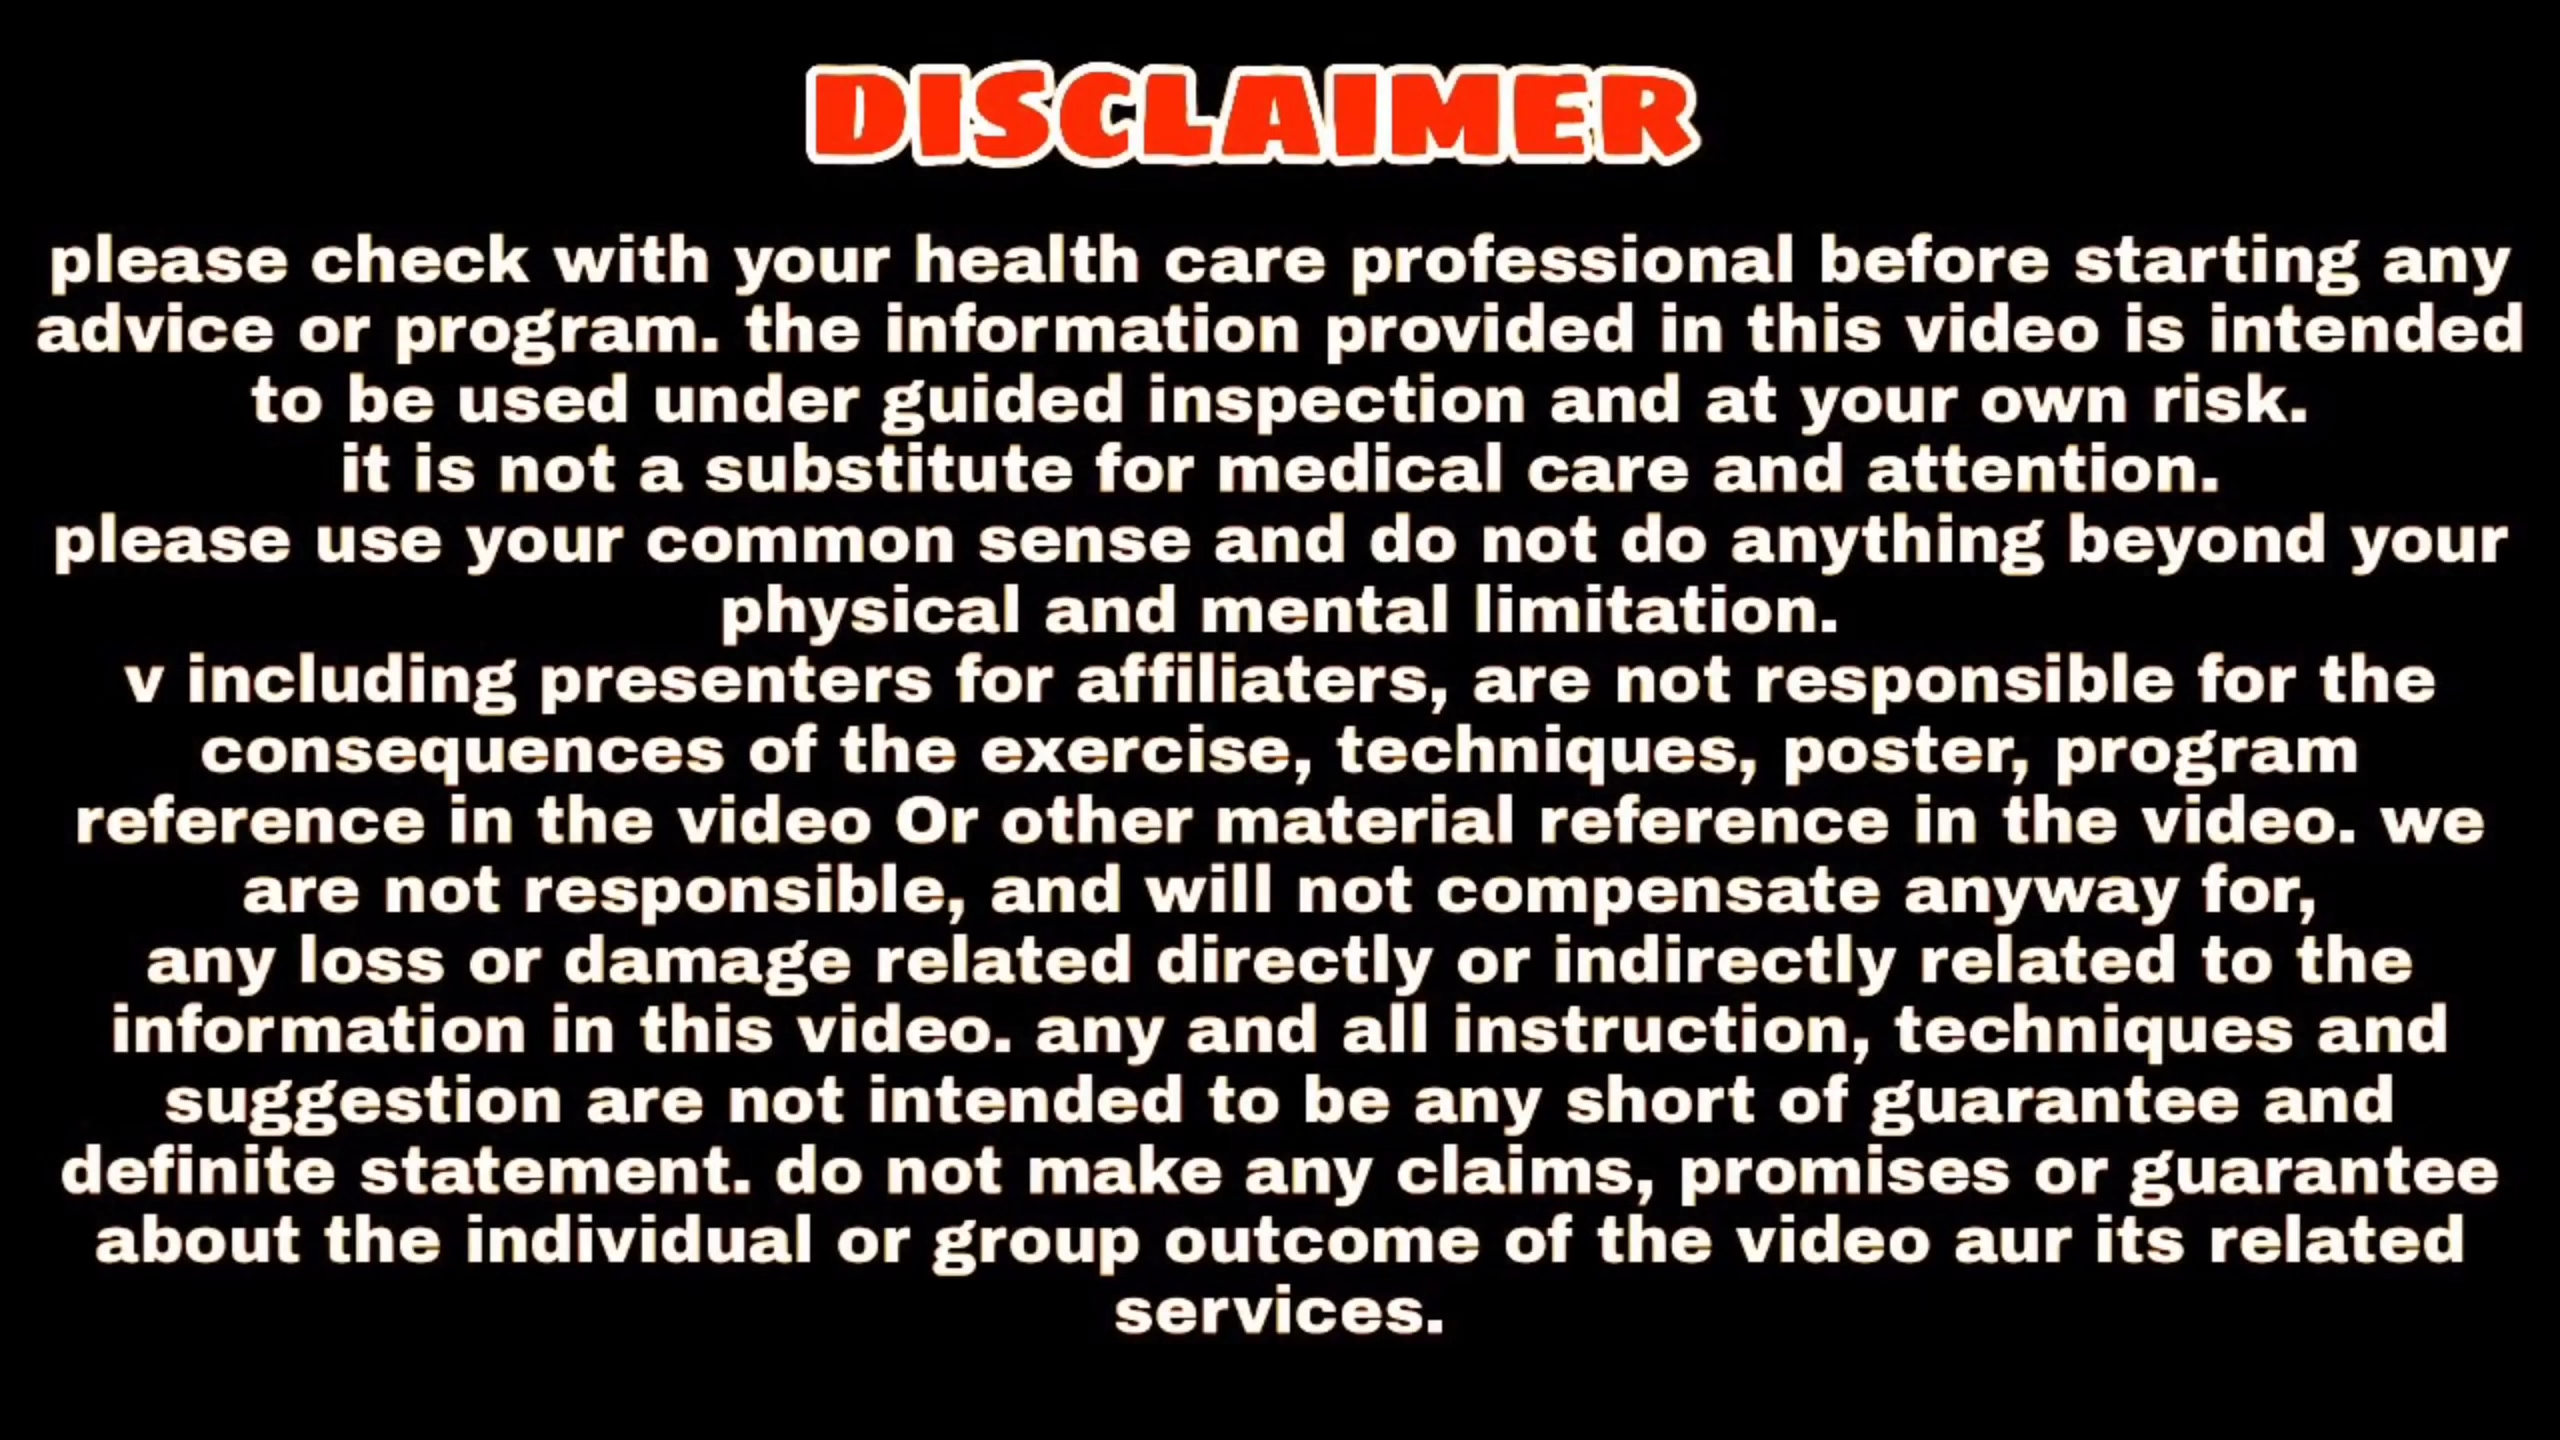 DISCLAIMER
please check with your health care professional before starting any
advice or program. the information provided in this video is intended
to be used under guided inspection and at your own risk.
it is not a substitute for medical care and attention.
please use your common sense and do not do anything beyond your
physical and mental limitation.
v including presenters for affiliaters, are not responsible for the
consequences of the exercise, techniques, poster, program
reference in the video Or other material reference in the video. we
are not responsible, and will not compensate anyway for,
any loss or damage related directly or indirectly related to the
information in this video. any and all instruction, techniques and
suggestion are not intended to be any short of guarantee and
definite statement. do not make any claims, promises or guarantee
about the individual or group outcome of the video aur its related
services.